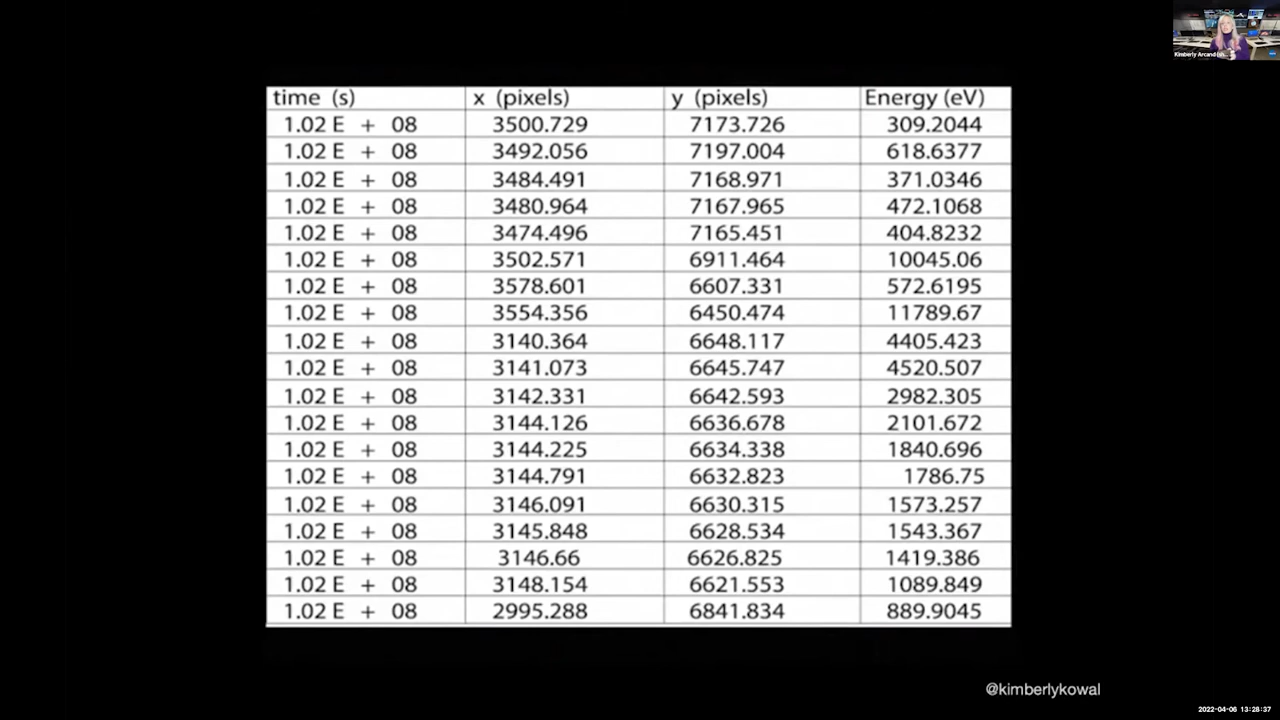 Kimberly Arcand
time (s) x (pixels) y (pixels) Energy (eV)
1.02 E + 08 3500.729 7173.726 309.2044
1.02 E + 08 3492.056 7197.004 618.6377
1.02 E + 08 3484.491 7168.971 371.0346
1.02 E + 08 3480.964 7167.965 472.1068
1.02 E + 08 3474.496 7165.451 404.8232
1.02 E + 08 3502.571 6911.464 10045.06
1.02 E + 08 3578.601 6607.331 572.6195
1.02 E + 08 3554.356 6450.474 11789.67
1.02 E + 08 3140.364 6648.117 4405.423
1.02 E + 08 3141.073 6645.747 4520.507
1.02 E + 08 3142.331 6642.593 2982.305
1.02 E + 08 3144.126 6636.678 2101.672
1.02 E + 08 3144.225 6634.338 1840.696
1.02 E + 08 3144.791 6632.823 1786.75
1.02 E + 08 3146.091 6630.315 1573.257
1.02 E + 08 3145.848 6628.534 1543.367
1.02 E + 08 3146.66 6626.825 1419.386
1.02 E + 08 3148.154 6621.553 1089.849
1.02 E + 08 2995.288 6841.834 889.9045
@kimberlykowal
2022-04-06 13:28:37